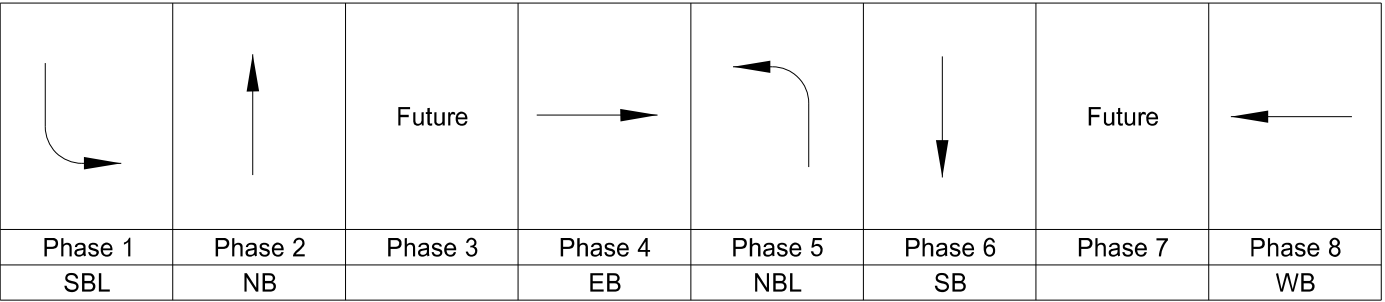 Future Future
Phase 1 Phase 2 Phase 3 Phase 4 Phase 5 Phase 6 Phase 7 Phase 8
SBL NB EB NBL SB WB